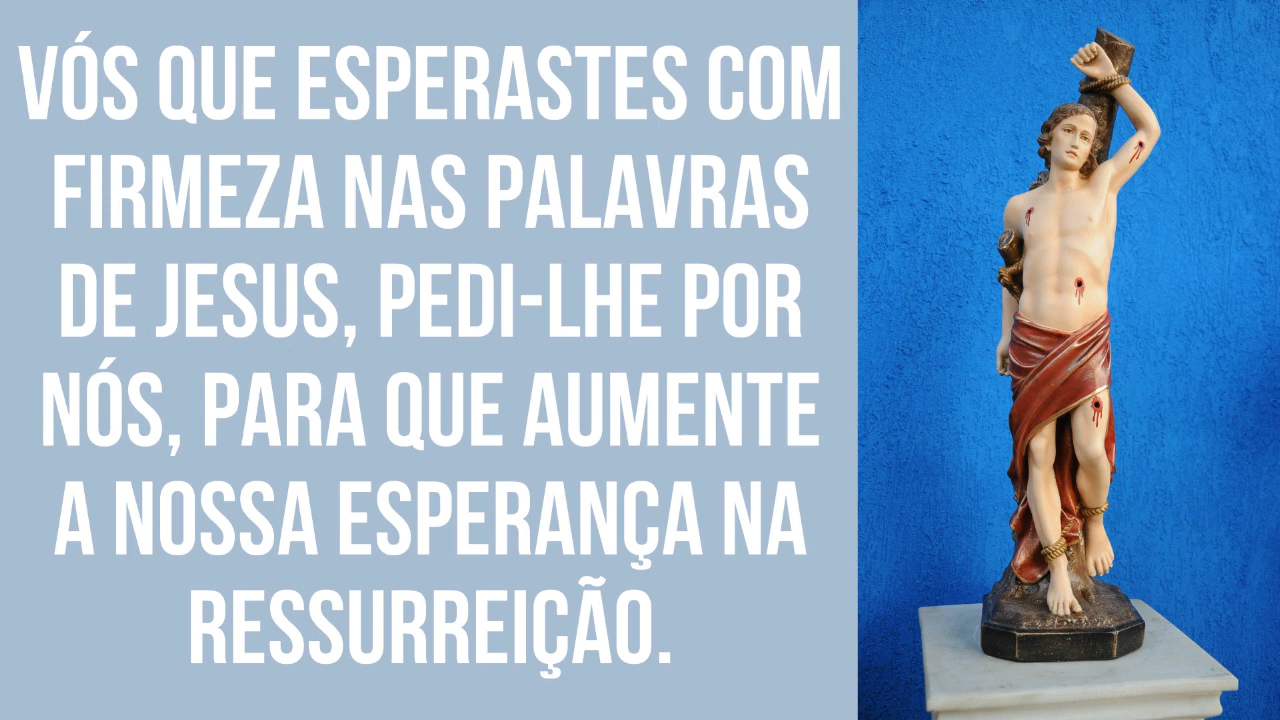 VÓS QUE ESPERASTES COM
FIRMEZA NAS PALAVRAS
DE JESUS, PEDI-LHE POR
NÓS, PARA QUE AUMENTE
A NOSSA ESPERANÇA NA
RESSURREIÇÃO.